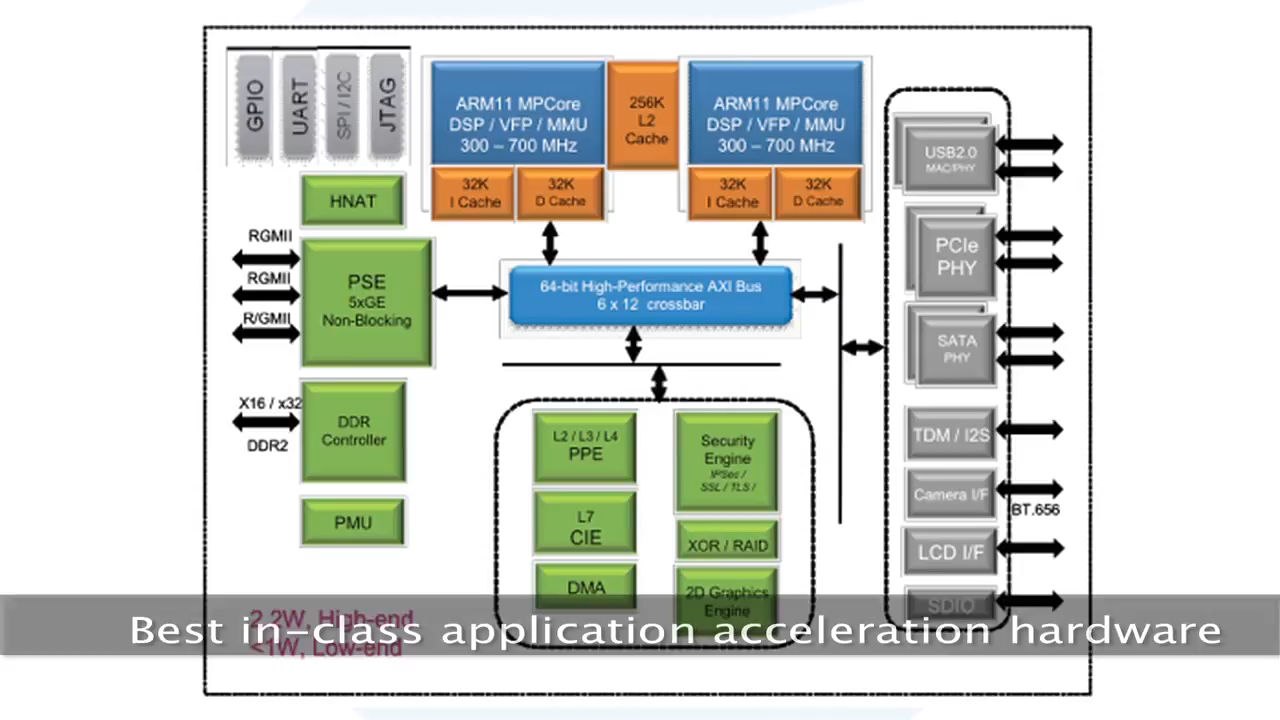 GPIO
UART
SPI / I2C
JTAG
ARM11 MPCore
DSP / VFP / MMU
300 – 700 MHz
256K
L2
Cache
ARM11 MPCore
DSP / VFP / MMU
300 – 700 MHz
32K
I Cache
32K
D Cache
32K
I Cache
32K
D Cache
HNAT
RGMII
RGMII
R/GMII
PSE
5xGE
Non-Blocking
64-bit High-Performance AXI Bus
6 x 12 crossbar
USB2.0
MAC/PHY
PCIe
PHY
SATA
PHY
X16 / x32
DDR2
DDR
Controller
PMU
L2 / L3 / L4
PPE
L7
CIE
DMA
Security
Engine
IPSec /
SSL / TLS /
XOR / RAID
2D Graphics
Engine
TDM / I2S
Camera I/F
BT.656
LCD I/F
SDIO
2.2W, High-end
<1W, Low-end
Best in–class application acceleration hardware